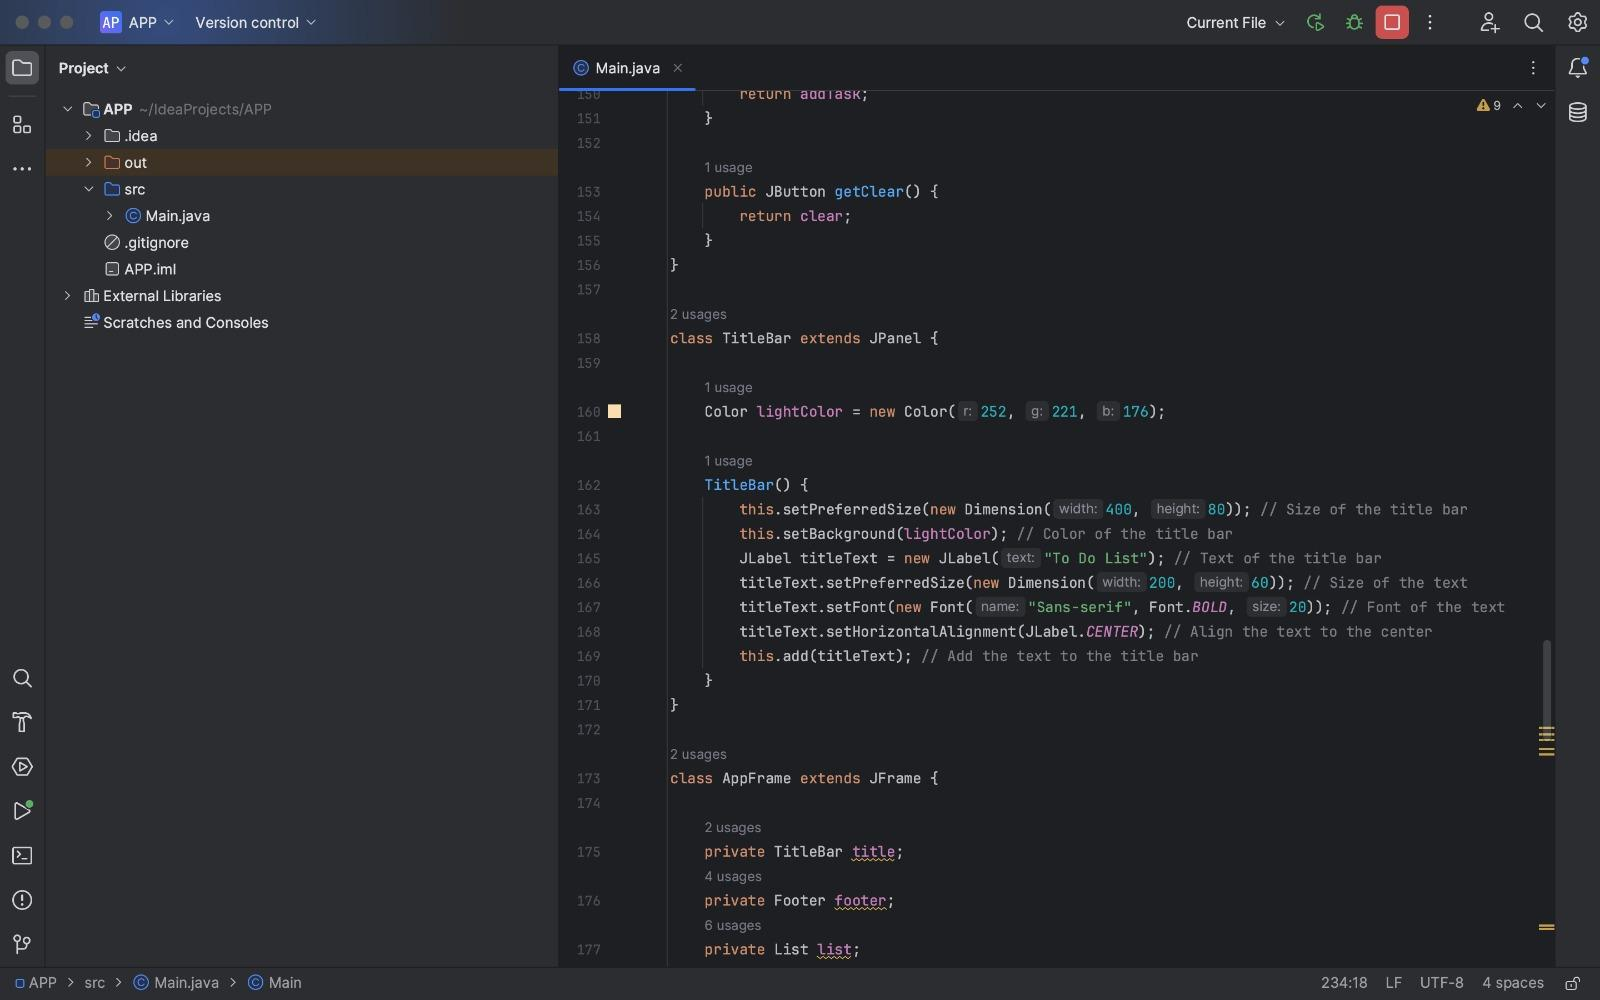 AP APP Version control Current File
Project
Main.java
APP ~/IdeaProjects/APP
.idea
out
src
Main.java
.gitignore
APP.iml
External Libraries
Scratches and Consoles
9
150 return addTask;
151 }
152
1 usage
153 public JButton getClear() {
154 return clear;
155 }
156 }
157
2 usages
158 class TitleBar extends JPanel {
159
1 usage
160 Color lightColor = new Color( r: 252, g: 221, b: 176);
161
1 usage
162 TitleBar() {
163 this.setPreferredSize(new Dimension( width: 400, height: 80)); // Size of the title bar
164 this.setBackground(lightColor); // Color of the title bar
165 JLabel titleText = new JLabel( text: "To Do List"); // Text of the title bar
166 titleText.setPreferredSize(new Dimension( width: 200, height: 60)); // Size of the text
167 titleText.setFont(new Font( name: "Sans-serif", Font.BOLD, size: 20)); // Font of the text
168 titleText.setHorizontalAlignment(JLabel.CENTER); // Align the text to the center
169 this.add(titleText); // Add the text to the title bar
170 }
171 }
172
2 usages
173 class AppFrame extends JFrame {
174
2 usages
175 private TitleBar title;
4 usages
176 private Footer footer;
6 usages
177 private List list;
APP > src > Main.java > Main 234:18 LF UTF-8 4 spaces